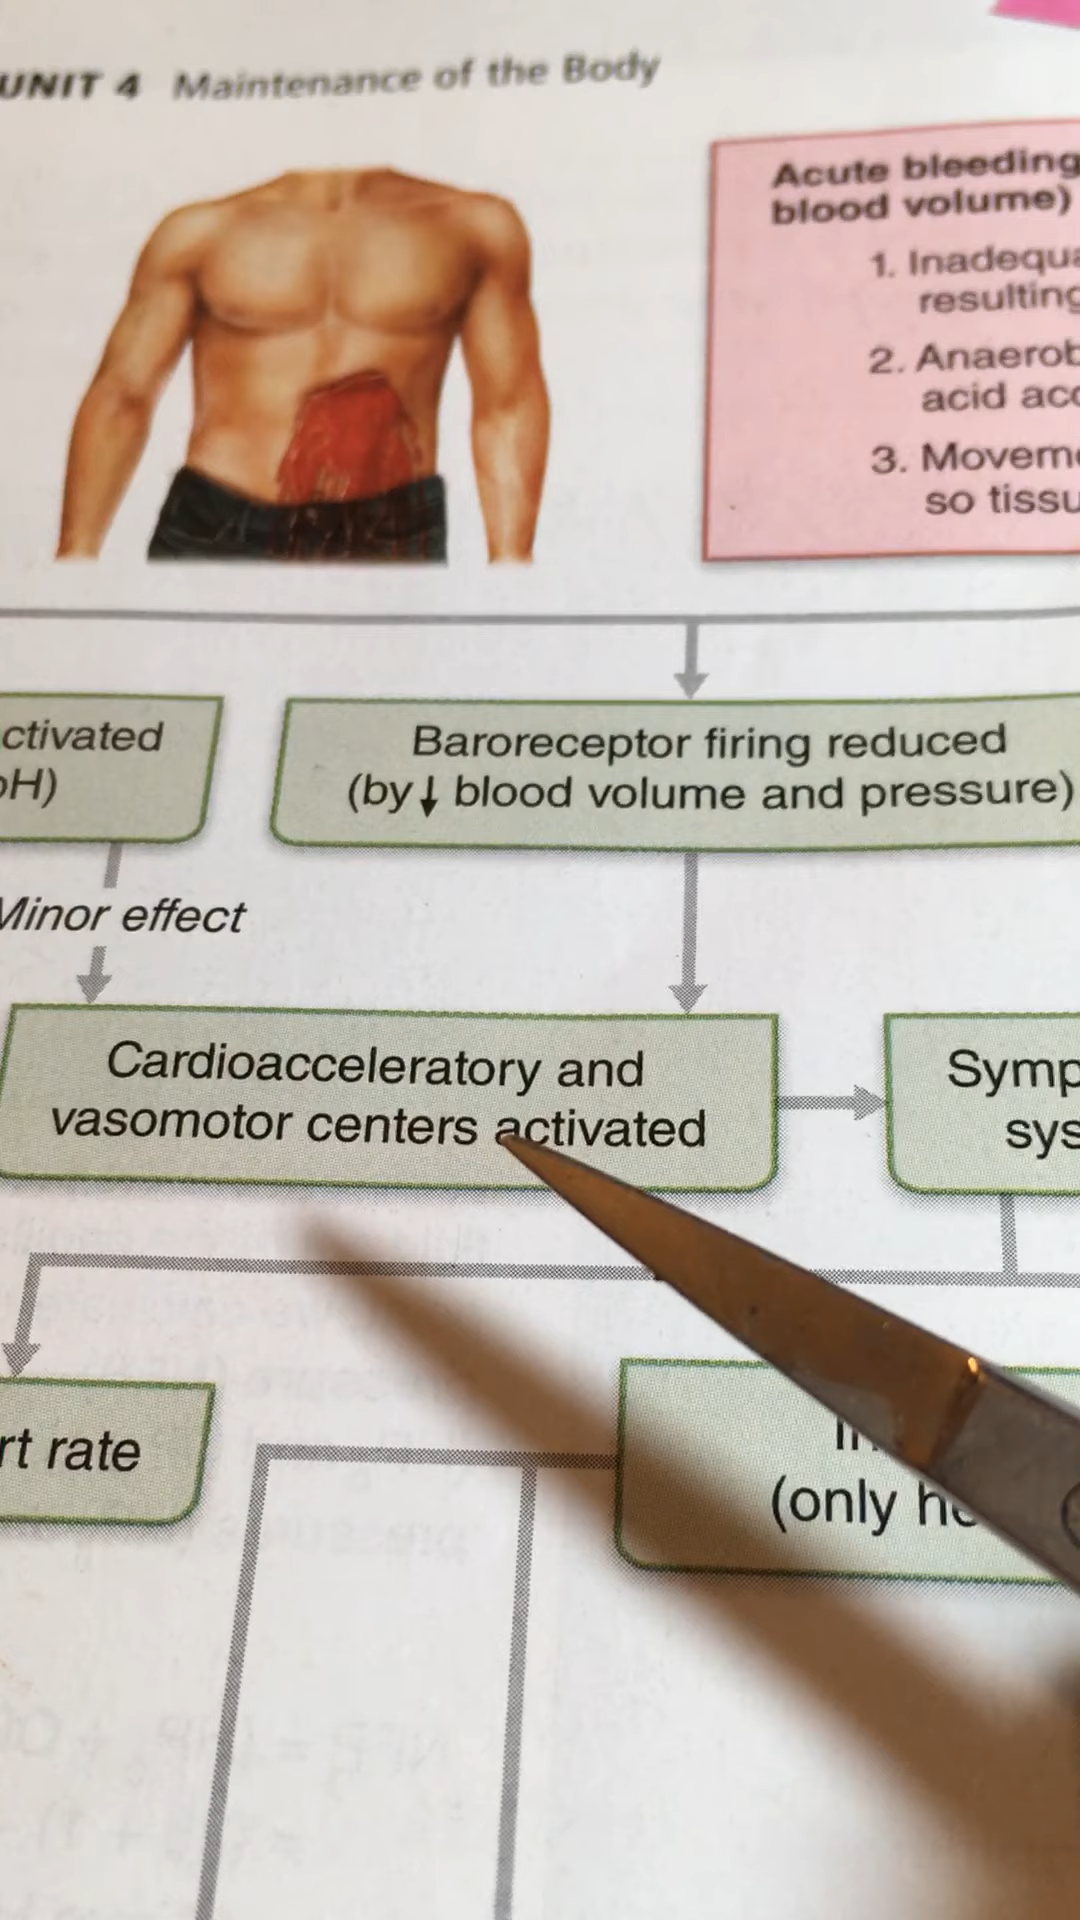 UNIT 4 Maintenance of the Body
Acute bleeding
blood volume)
1. Inadequa
resulting
2. Anaerob
acid acc
3. Moveme
so tissu
ctivated
pH)
Baroreceptor firing reduced
(by↓ blood volume and pressure)
Minor effect
Cardioacceleratory and
vasomotor centers activated
Symp
sys
rt rate
(only